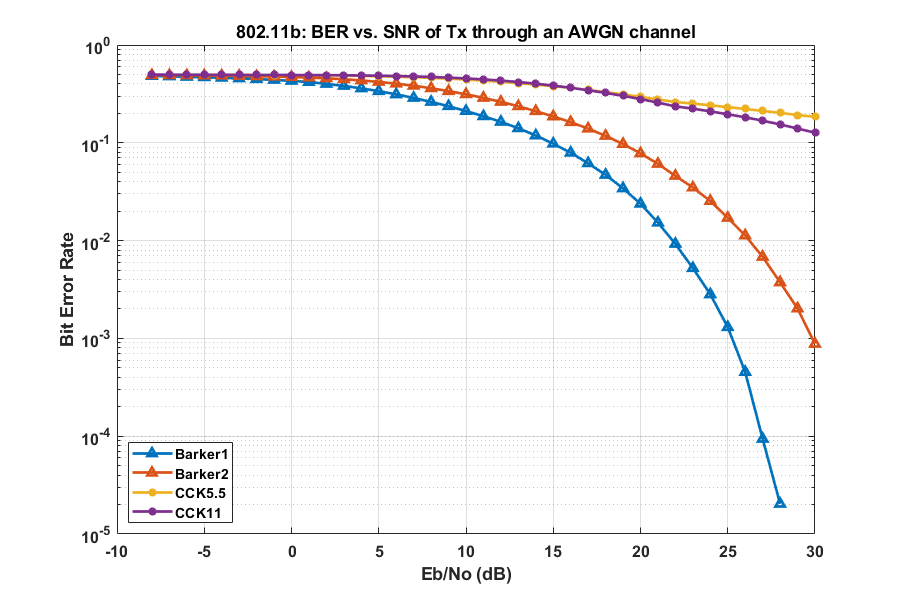 802.11b: BER vs. SNR of Tx through an AWGN channel
10^0
10^-1
10^-2
10^-3
10^-4
10^-5
Bit Error Rate
Barker1
Barker2
CCK5.5
CCK11
-10 -5 0 5 10 15 20 25 30
Eb/No (dB)